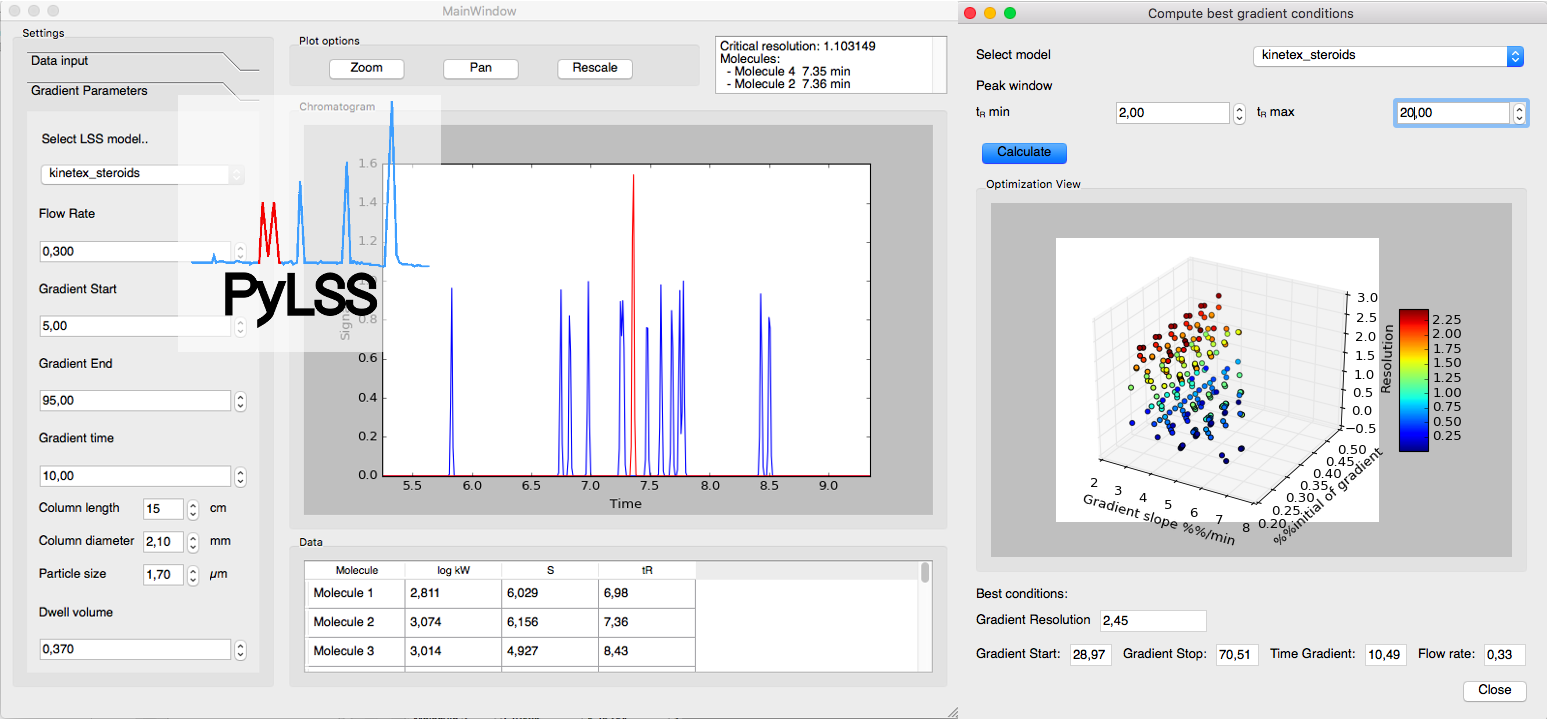 MainWindow
Settings
Data input
Gradient Parameters
Select LSS model..
kinetex_steroids
Flow Rate
0,300
Gradient Start
5,00
Gradient End
95,00
Gradient time
10,00
Column length 15 cm
Column diameter 2,10 mm
Particle size 1,70 µm
Dwell volume
0,370
PyLSS
Plot options
Zoom Pan Rescale
Critical resolution: 1.103149
Molecules:
- Molecule 4 7.35 min
- Molecule 2 7.36 min
Chromatogram
1.6
1.4
1.2
0.8
0.6
0.4
0.2
0.0
5.5 6.0 6.5 7.0 7.5 8.0 8.5 9.0
Time
Data
Molecule log kW S tR
Molecule 1 2,811 6,029 6,98
Molecule 2 3,074 6,156 7,36
Molecule 3 3,014 4,927 8,43
Compute best gradient conditions
Select model kinetex_steroids
Peak window
tR min 2,00 tR max 20,00
Calculate
Optimization View
3.0
2.5
2.0
1.5
1.0
0.5
0.0
−0.5
Resolution
2.25
2.00
1.75
1.50
1.25
1.00
0.75
0.50
0.25
0.50
0.45
0.40
0.35
0.30
0.25
0.20
%%initial of gradient
2 3 4 5 6 7 8
Gradient slope %%/min
Best conditions:
Gradient Resolution 2,45
Gradient Start: 28,97 Gradient Stop: 70,51 Time Gradient: 10,49 Flow rate: 0,33
Close